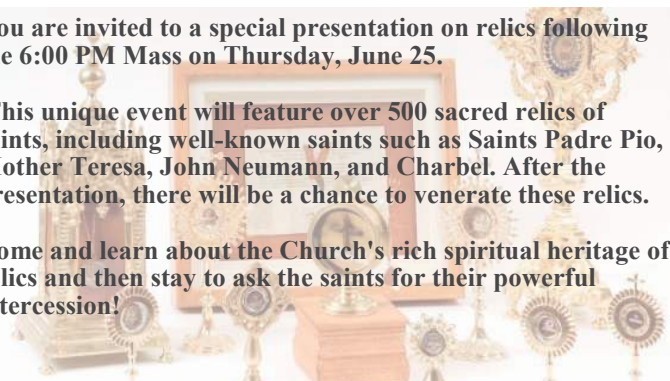 ou are invited to a special presentation on relics following
e 6:00 PM Mass on Thursday, June 25.
his unique event will feature over 500 sacred relics of
ints, including well-known saints such as Saints Padre Pio,
other Teresa, John Neumann, and Charbel. After the
resentation, there will be a chance to venerate these relics.
ome and learn about the Church's rich spiritual heritage of
lics and then stay to ask the saints for their powerful
tercession!